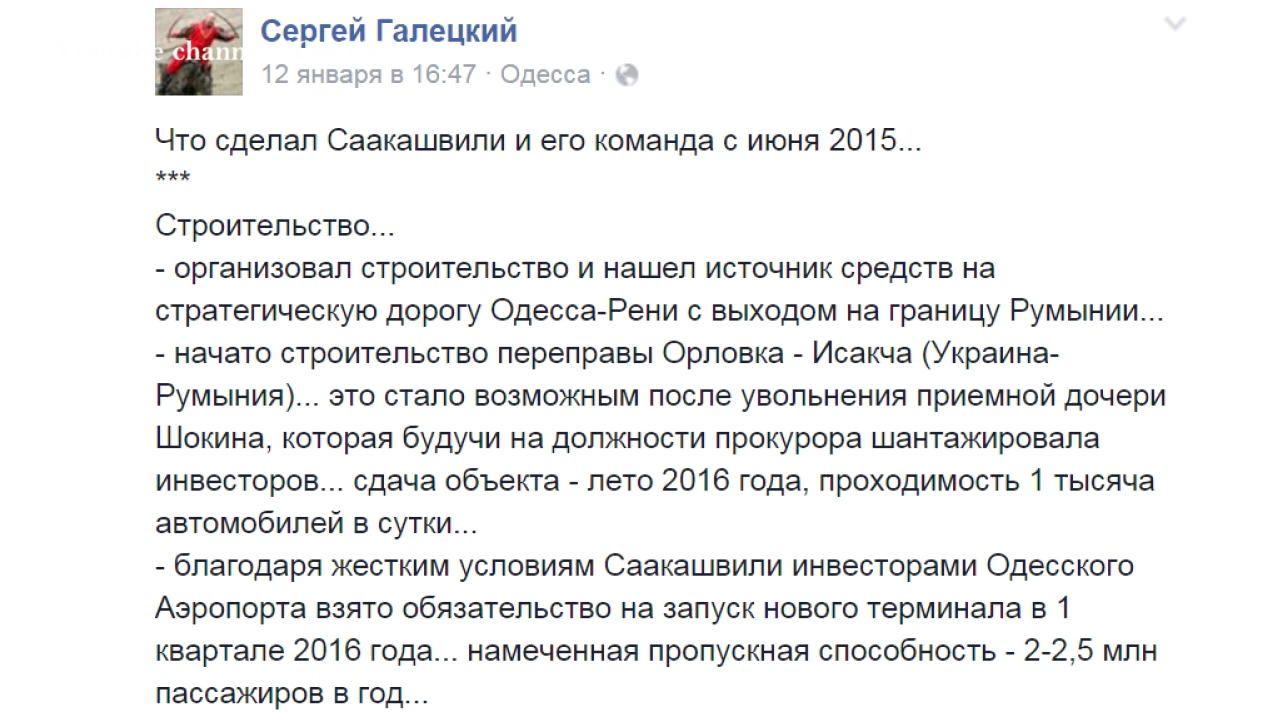 Сергей Галецкий
chann
12 января в 16:47 · Одесса ·
Что сделал Саакашвили и его команда с июня 2015...
***
Строительство...
- организовал строительство и нашел источник средств на
стратегическую дорогу Одесса-Рени с выходом на границу Румынии...
- начато строительство переправы Орловка - Исакча (Украина-
Румыния)... это стало возможным после увольнения приемной дочери
Шокина, которая будучи на должности прокурора шантажировала
инвесторов... сдача объекта - лето 2016 года, проходимость 1 тысяча
автомобилей в сутки...
- благодаря жестким условиям Саакашвили инвесторами Одесского
Аэропорта взято обязательство на запуск нового терминала в 1
квартале 2016 года... намеченная пропускная способность - 2-2,5 млн
пассажиров в год...